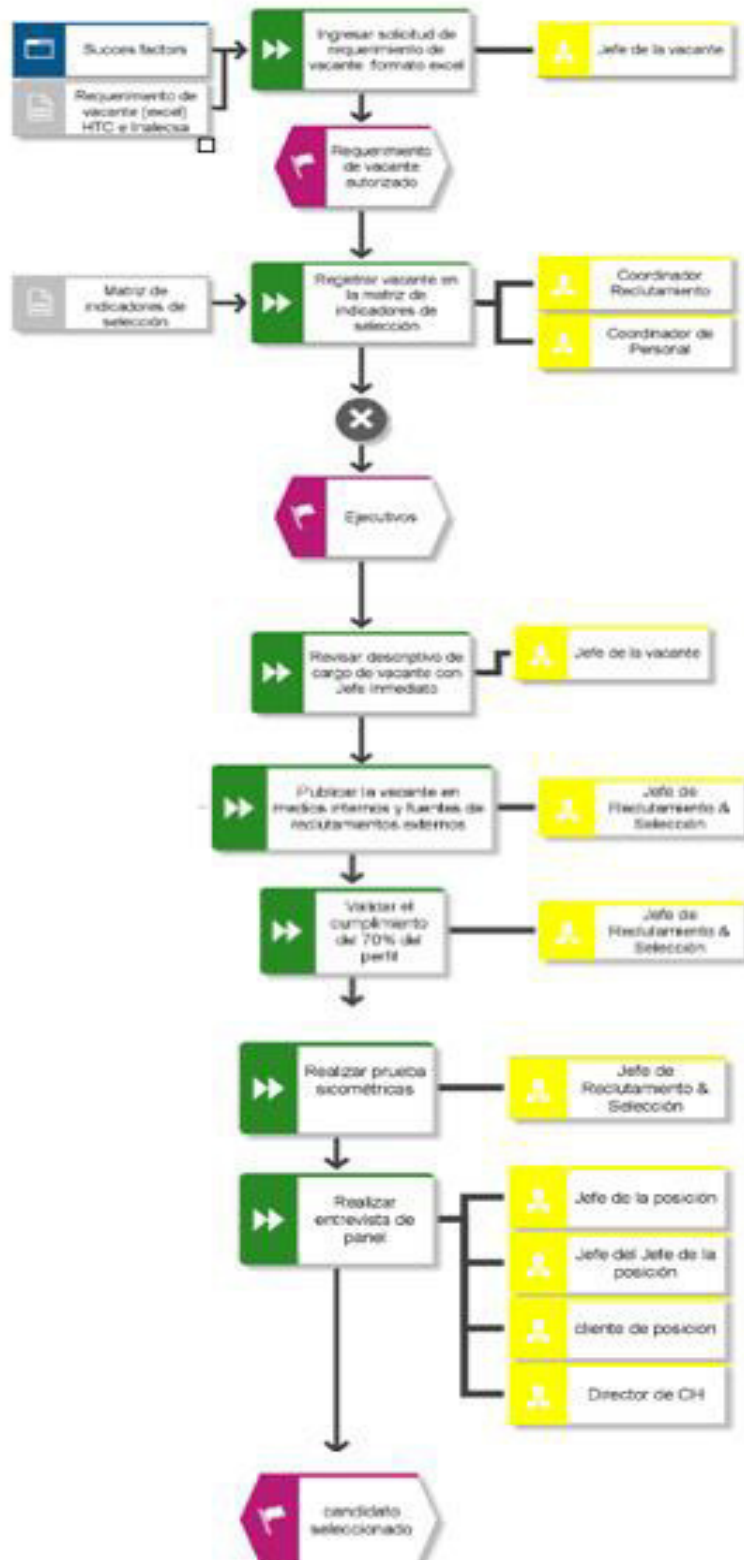 Succes factors
Ingresar solicitud de
requerimiento de
vacante formato excel
Jefe de la vacante
Requerimiento de
vacante (excel)
HTC e Inalecsa
Requerimiento
de vacante
autorizado
Matriz de
indicadores de
selección
Registrar vacante en
la matriz de
indicadores de
selección
Coordinador
Reclutamiento
Coordinador de
Personal
Ejecutivos
Revisar descriptivo de
cargo de vacante con
Jefe inmediato
Jefe de la vacante
Publicar la vacante en
medios internos y fuentes de
reclutamientos externos
Jefe de
Reclutamiento &
Selección
Validar el
cumplimiento
del 70% del
perfil
Jefe de
Reclutamiento &
Selección
Realizar prueba
sicométricas
Jefe de
Reclutamiento &
Selección
Realizar
entrevista de
panel
Jefe de la posición
Jefe del Jefe de la
posición
cliente de posicion
Director de CH
candidato
seleccionado